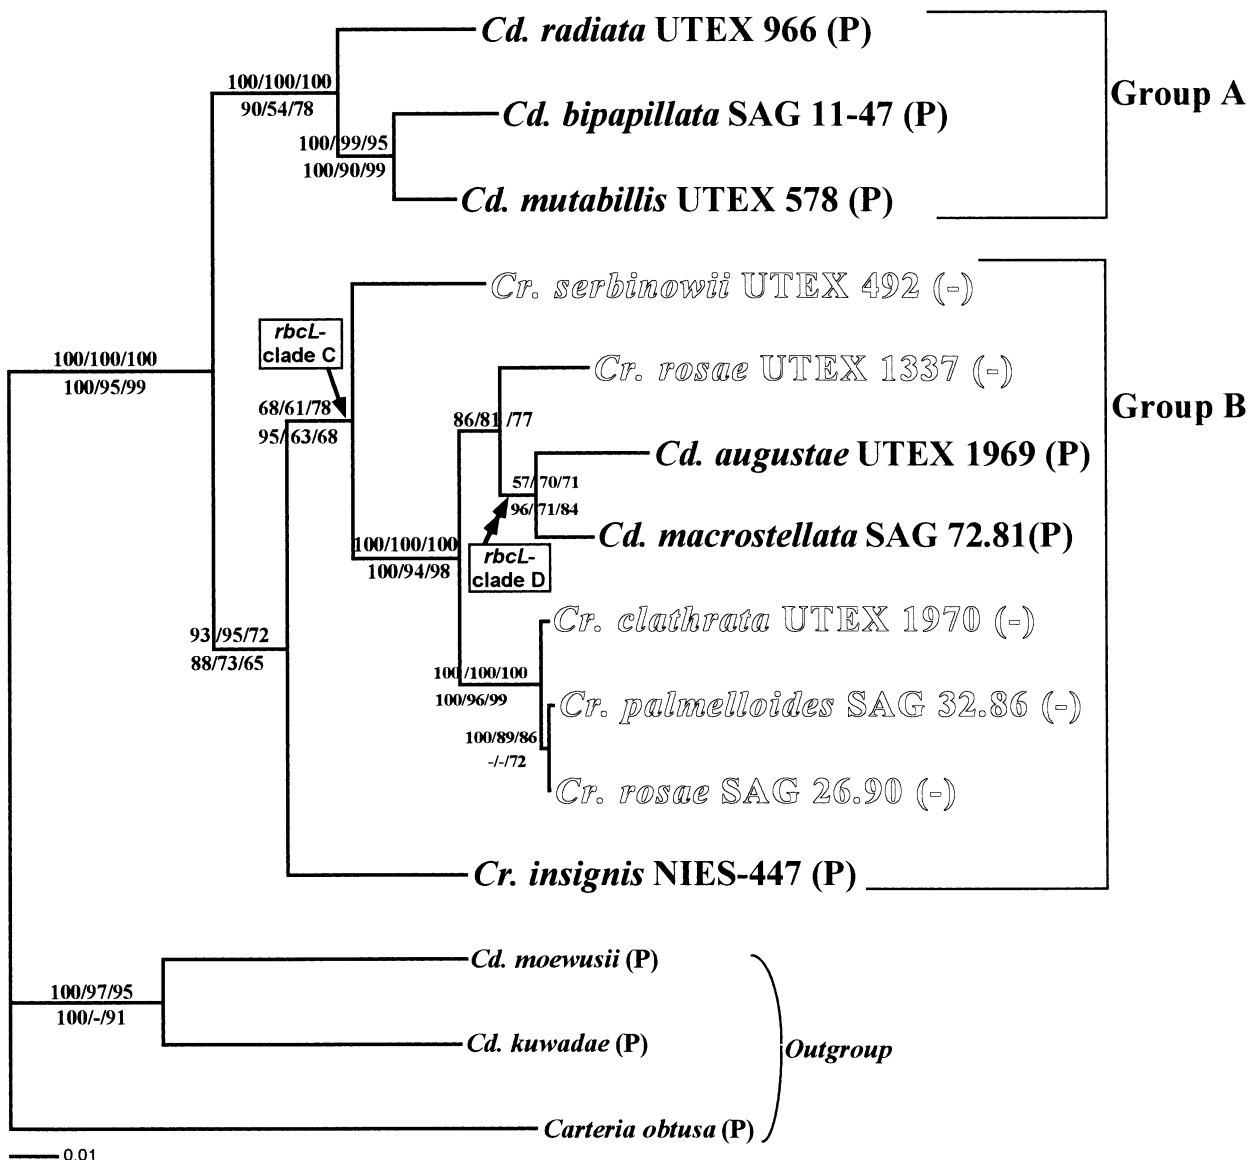 Cd. radiata UTEX 966 (P)
100/100/100
90/54/78
Group A
Cd. bipapillata SAG 11-47 (P)
100/99/95
100/90/99
Cd. mutabillis UTEX 578 (P)
Cr. serbinowii UTEX 492 (-)
rbcL-
clade C
100/100/100
100/95/99
Cr. rosae UTEX 1337 (-)
68/61/78
95/63/68
86/81/77
Group B
Cd. augustae UTEX 1969 (P)
57/70/71
96/71/84
Cd. macrostellata SAG 72.81(P)
100/100/100
100/94/98
rbcL-
clade D
Cr. clathrata UTEX 1970 (-)
93/95/72
88/73/65
100/100/100
100/96/99
Cr. palmelloides SAG 32.86 (-)
100/89/86
-/-/72
Cr. rosae SAG 26.90 (-)
Cr. insignis NIES-447 (P)
Cd. moewusii (P)
100/97/95
100/-/91
Cd. kuwadae (P)
Outgroup
Carteria obtusa (P)
0.01